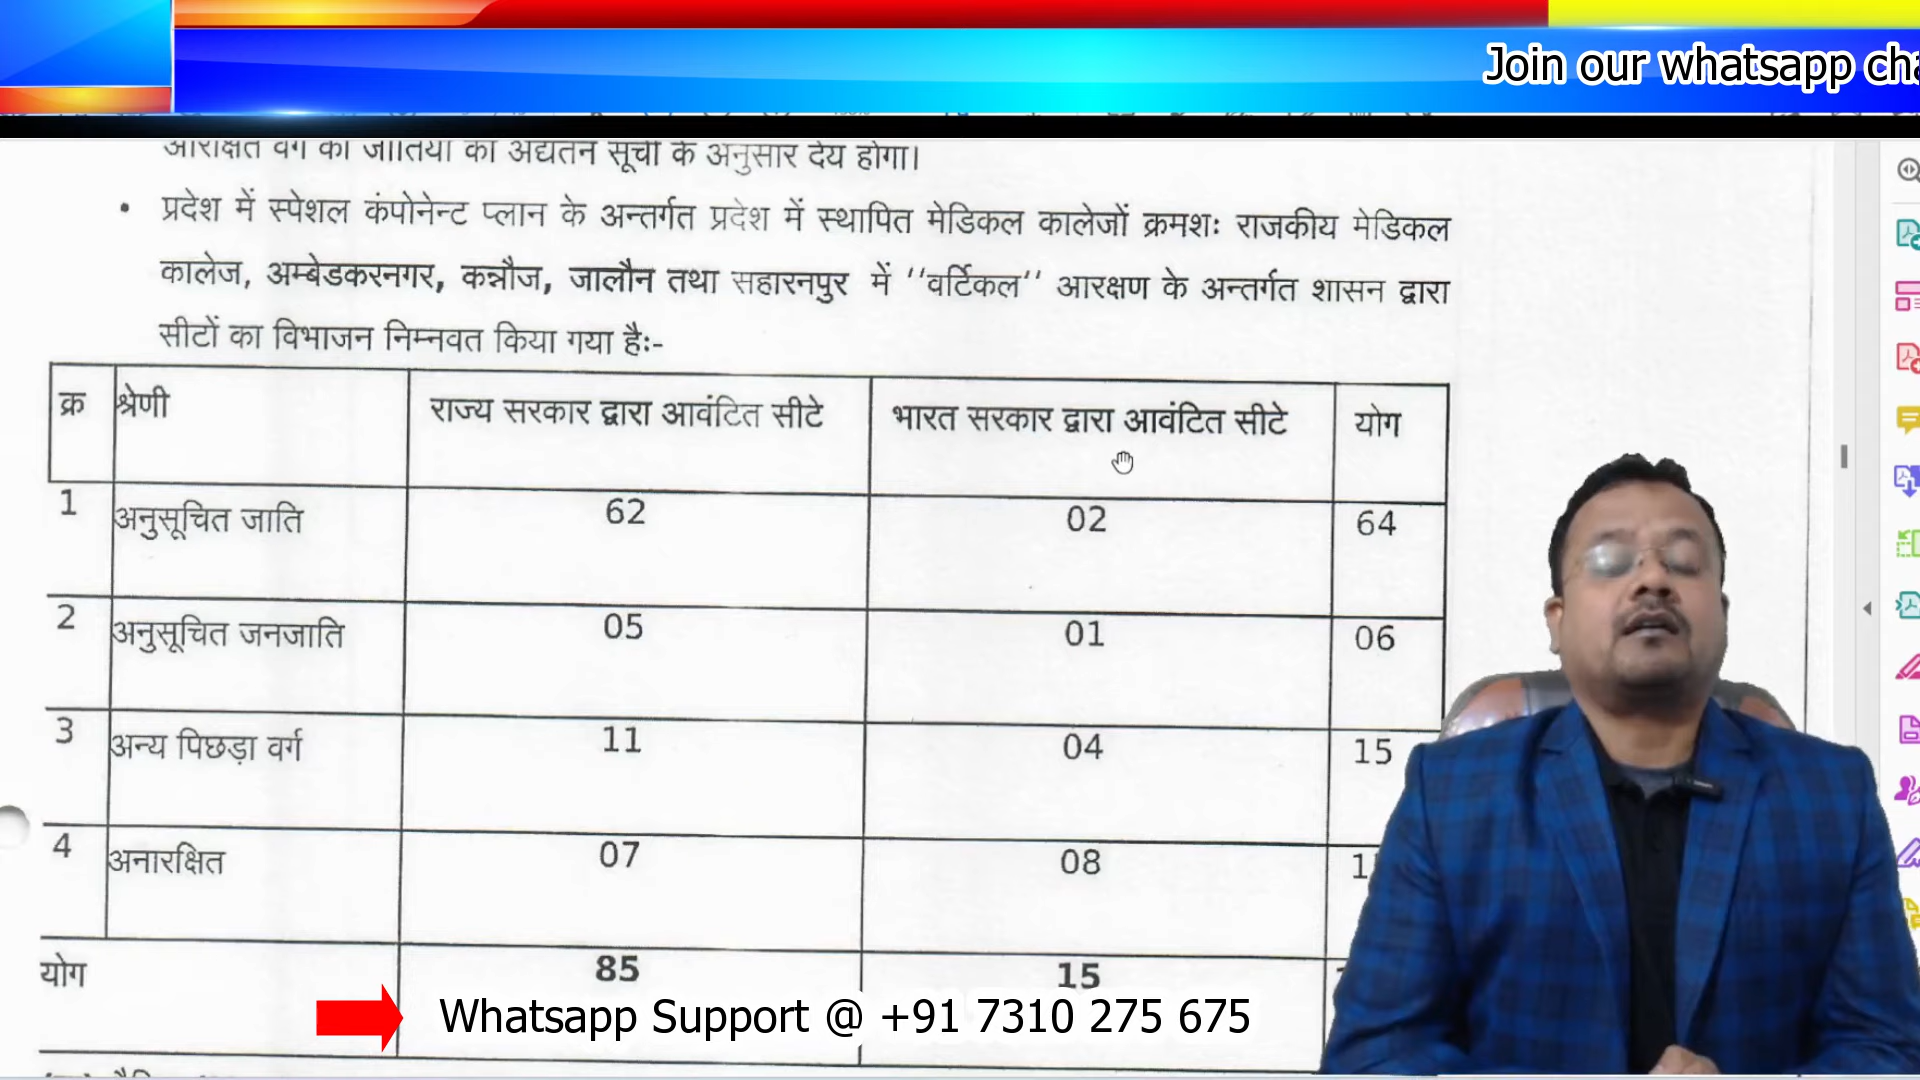 Join our whatsapp cha
आरक्षित वर्ग की जातियों की अद्यतन सूची के अनुसार देय होगा।
• प्रदेश में स्पेशल कंपोनेन्ट प्लान के अन्तर्गत प्रदेश में स्थापित मेडिकल कालेजों क्रमशः राजकीय मेडिकल
कालेज, अम्बेडकरनगर, कन्नौज, जालौन तथा सहारनपुर में ''वर्टिकल'' आरक्षण के अन्तर्गत शासन द्वारा
सीटों का विभाजन निम्नवत किया गया हैः-
क्र श्रेणी राज्य सरकार द्वारा आवंटित सीटे भारत सरकार द्वारा आवंटित सीटे योग
1 अनुसूचित जाति 62 02 64
2 अनुसूचित जनजाति 05 01 06
3 अन्य पिछड़ा वर्ग 11 04 15
4 अनारक्षित 07 08
योग 85 15
Whatsapp Support @ +91 7310 275 675